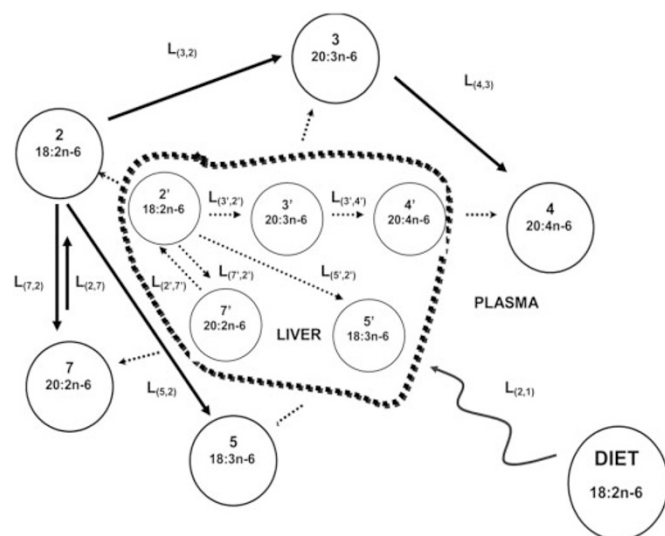 3
20:3n-6
L(3,2)
L(4,3)
2
18:2n-6
2'
18:2n-6
L(3',2')
3'
20:3n-6
L(3',4')
4'
20:4n-6
4
20:4n-6
L(7,2)
L(2,7)
L(2',7')
L(7',2')
L(5',2')
7'
20:2n-6
LIVER
5'
18:3n-6
PLASMA
7
20:2n-6
L(5,2)
L(2,1)
5
18:3n-6
DIET
18:2n-6